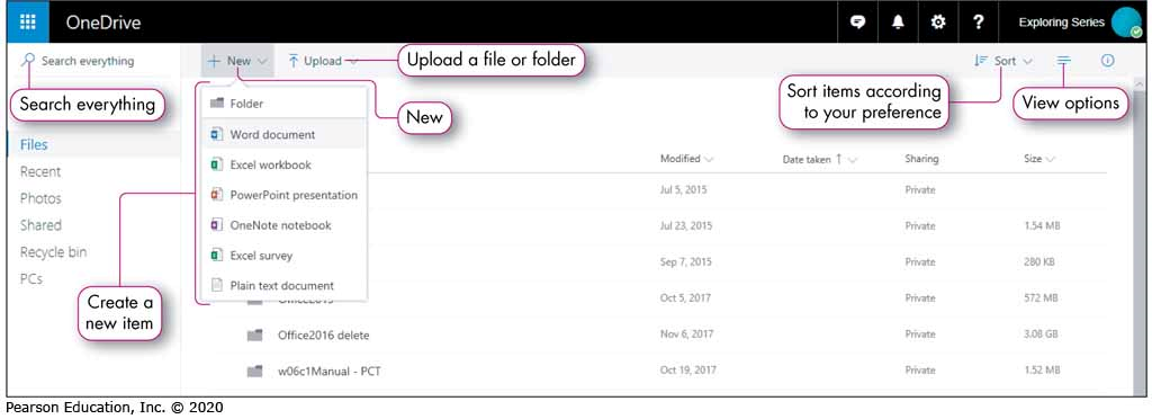 OneDrive
Exploring Series
Search everything
New
Upload
Upload a file or folder
Sort
Search everything
Folder
New
Sort items according
to your preference
View options
Files
Word document
Recent
Excel workbook
Modified
Date taken
Sharing
Size
Photos
PowerPoint presentation
Jul 5, 2015
Private
Shared
OneNote notebook
Jul 23, 2015
Private
1.54 MB
Recycle bin
Excel survey
Sep 7, 2015
Private
280 KB
PCs
Plain text document
Create a
new item
Oct 5, 2017
Private
572 MB
Office2016 delete
Nov 6, 2017
Private
3.08 GB
w06c1Manual - PCT
Oct 19, 2017
Private
1.52 MB
Pearson Education, Inc. © 2020